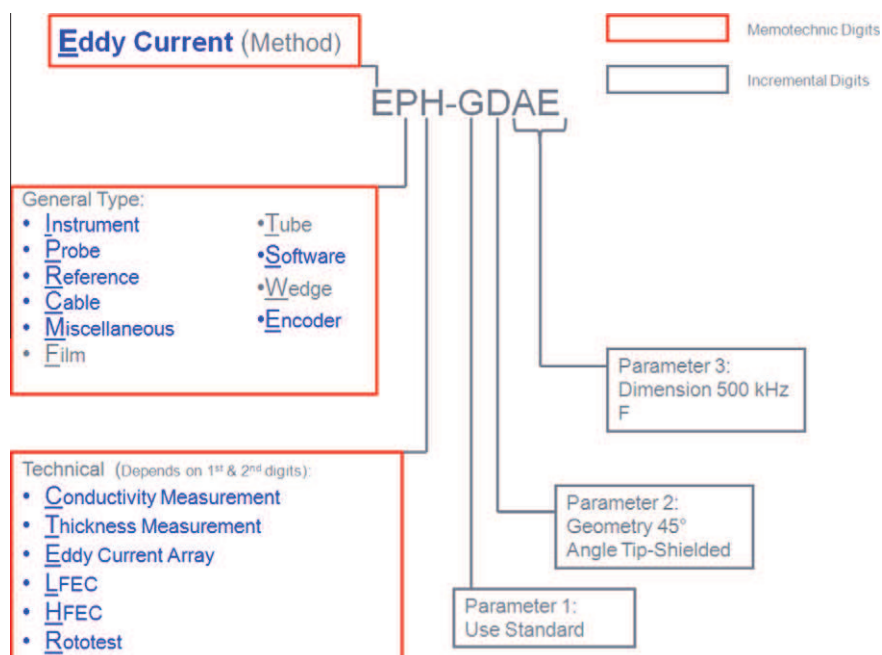 Eddy Current (Method)
Memotechnic Digits
Incremental Digits
EPH-GDAE
General Type:
• Instrument
• Probe
• Reference
• Cable
• Miscellaneous
• Film
•Tube
•Software
•Wedge
•Encoder
Parameter 3:
Dimension 500 kHz
F
Technical (Depends on 1st & 2nd digits):
• Conductivity Measurement
• Thickness Measurement
• Eddy Current Array
• LFEC
• HFEC
• Rototest
Parameter 2:
Geometry 45°
Angle Tip-Shielded
Parameter 1:
Use Standard